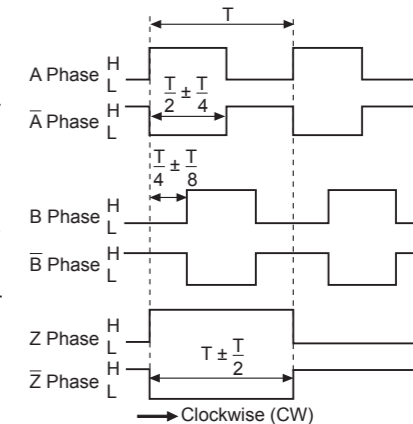 T
A Phase H
L
A̅ Phase H
L
T/2 ± T/4
T/4 ± T/8
B Phase H
L
B̅ Phase H
L
Z Phase H
L
T ± T/2
Z̅ Phase H
L
Clockwise (CW)